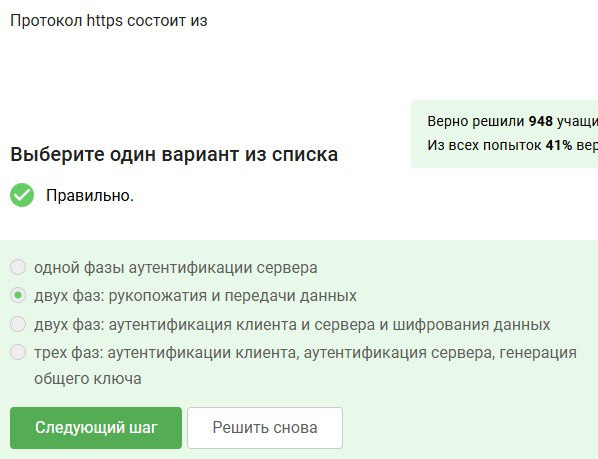 Протокол https состоит из
Верно решили 948 учащи
Из всех попыток 41% вер
Выберите один вариант из списка
Правильно.
одной фазы аутентификации сервера
двух фаз: рукопожатия и передачи данных
двух фаз: аутентификация клиента и сервера и шифрования данных
трех фаз: аутентификации клиента, аутентификация сервера, генерация
общего ключа
Следующий шаг
Решить снова